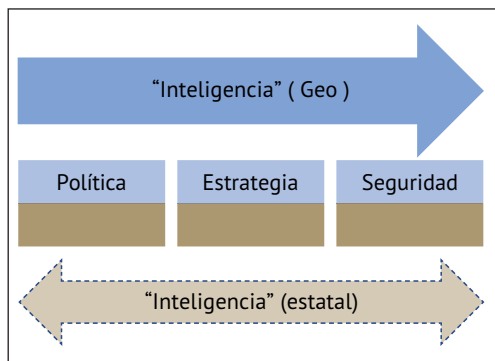 “Inteligencia” ( Geo )
Política
Estrategia
Seguridad
“Inteligencia” (estatal)